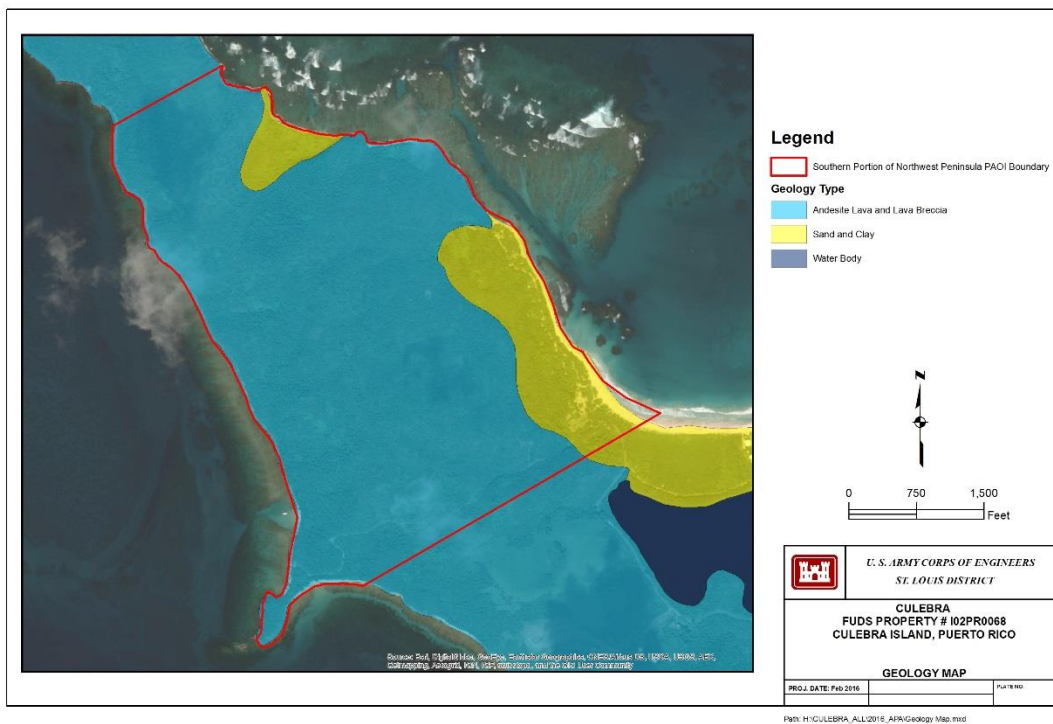 Legend
Southern Portion of Northwest Peninsula PAOI Boundary
Geology Type
Andesite Lava and Lava Breccia
Sand and Clay
Water Body
N
0 750 1,500
Feet
U. S. ARMY CORPS OF ENGINEERS
ST. LOUIS DISTRICT
CULEBRA
FUDS PROPERTY # I02PR0068
CULEBRA ISLAND, PUERTO RICO
GEOLOGY MAP
PROJ. DATE: Feb 2016
PLATE NO.
Path: H:\CULEBRA_ALL\2016_APA\Geology Map.mxd